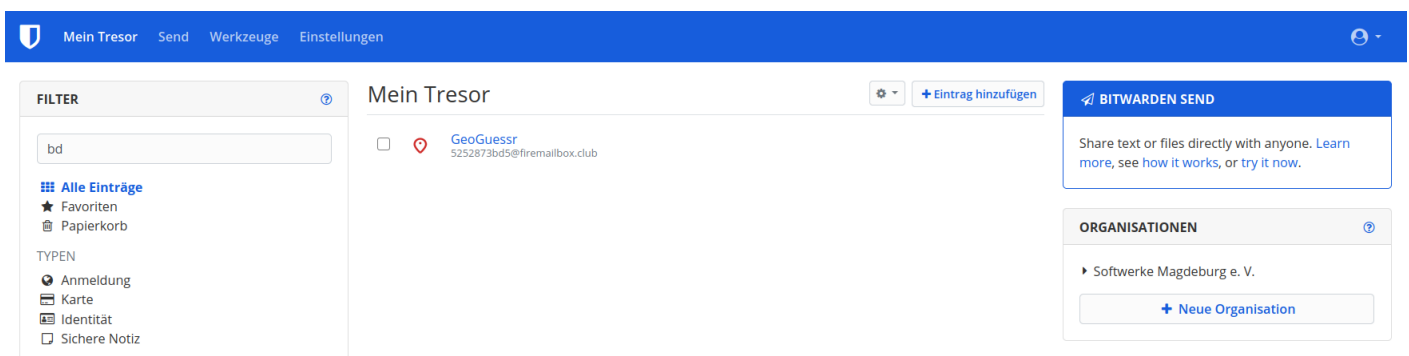 Mein Tresor Send Werkzeuge Einstellungen
FILTER
bd
Alle Einträge
Favoriten
Papierkorb
TYPEN
Anmeldung
Karte
Identität
Sichere Notiz
Mein Tresor
Eintrag hinzufügen
GeoGuessr
5252873bd5@firemailbox.club
BITWARDEN SEND
Share text or files directly with anyone. Learn
more, see how it works, or try it now.
ORGANISATIONEN
Softwerke Magdeburg e. V.
Neue Organisation